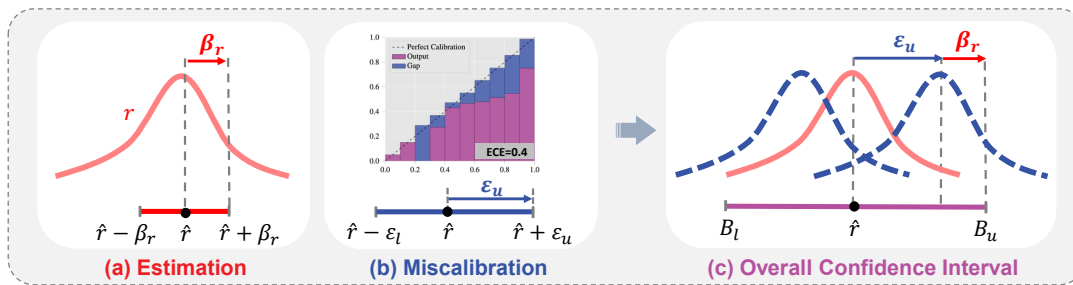 β_r
r
r̂ − β_r
r̂
r̂ + β_r
(a) Estimation
1.0
0.8
0.6
0.4
0.2
0.0
Perfect Calibration
Output
Gap
ECE=0.4
0.0 0.2 0.4 0.6 0.8 1.0
ε_u
r̂ − ε_l
r̂
r̂ + ε_u
(b) Miscalibration
ε_u
β_r
B_l
r̂
B_u
(c) Overall Confidence Interval